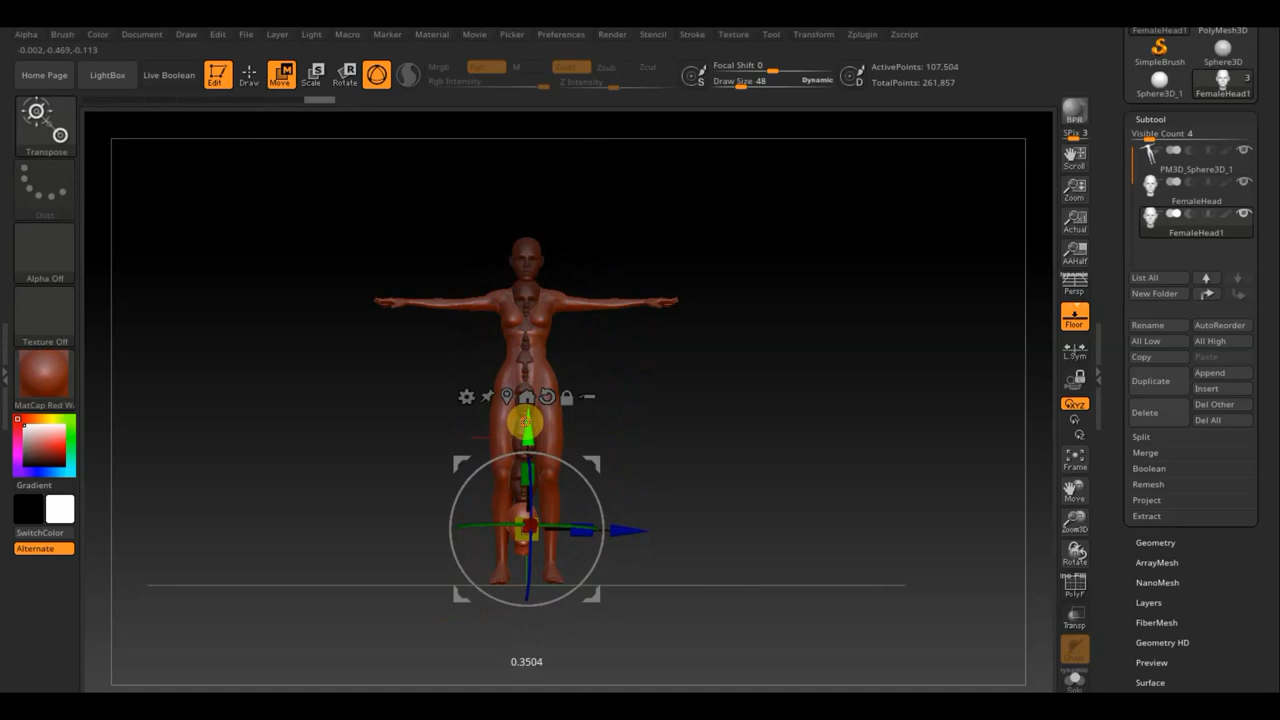 Alpha Brush Color Document Draw Edit File Layer Light Macro Marker Material Movie Picker Preferences Render Stencil Stroke Texture Tool Transform Zplugin Zscript
-0.002,-0.469,-0.113
Home Page LightBox Live Boolean Edit Draw Move Scale Rotate
Mrgb Rgb M Zadd Zsub Zcut
Rgb Intensity Z Intensity
Focal Shift 0
Draw Size 48 Dynamic
ActivePoints: 107,504
TotalPoints: 261,857
Transpose
Dots
Alpha Off
Texture Off
MatCap Red W
Gradient
SwitchColor
Alternate
0.3504
BPR
SPix 3
Scroll
Zoom
Actual
AAHalf
Dynamic
Persp
Floor
L.Sym
XYZ
Frame
Move
Zoom3D
Rotate
PolyF
Transp
Dynamic
Solo
FemaleHead1 PolyMesh3D
SimpleBrush Sphere3D
3
Sphere3D_1 FemaleHead1
Subtool
Visible Count 4
PM3D_Sphere3D_1
FemaleHead
FemaleHead1
List All
New Folder
Rename AutoReorder
All Low All High
Copy Paste
Duplicate Append
Insert
Delete Del Other
Del All
Split
Merge
Boolean
Remesh
Project
Extract
Geometry
ArrayMesh
NanoMesh
Layers
FiberMesh
Geometry HD
Preview
Surface